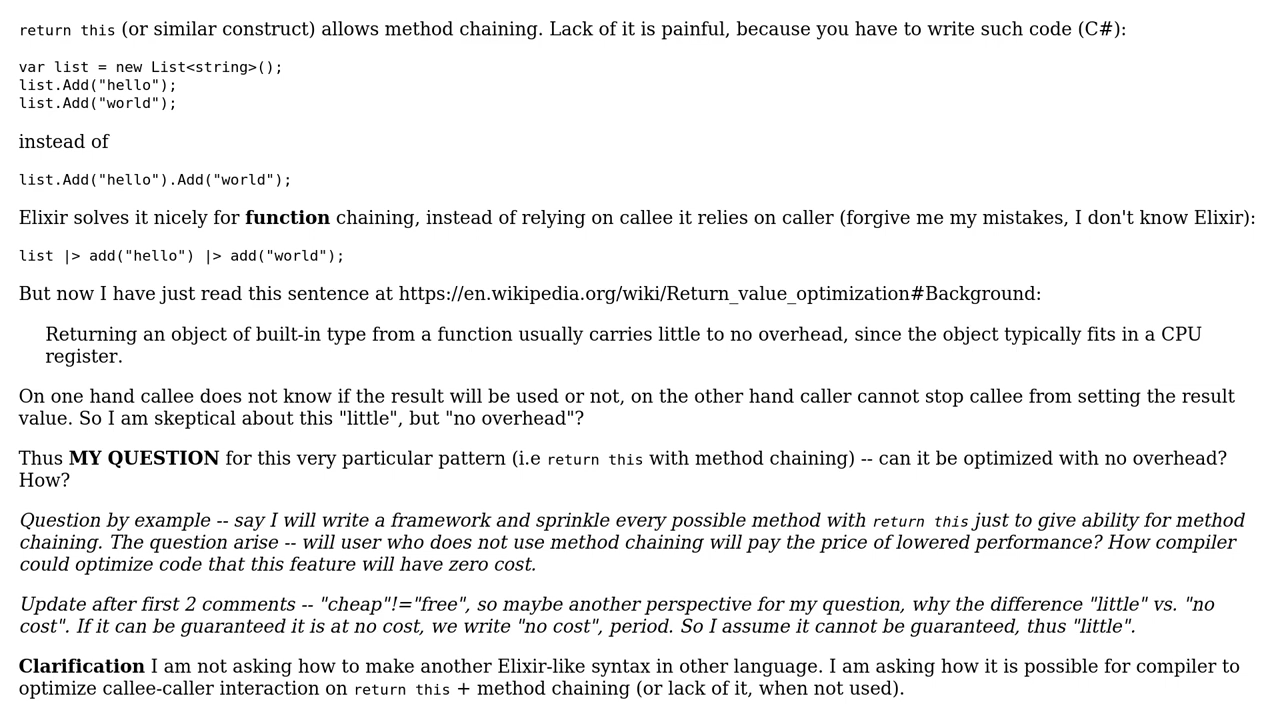 return this (or similar construct) allows method chaining. Lack of it is painful, because you have to write such code (C#):
var list = new List<string>();
list.Add("hello");
list.Add("world");
instead of
list.Add("hello").Add("world");
Elixir solves it nicely for function chaining, instead of relying on callee it relies on caller (forgive me my mistakes, I don't know Elixir):
list |> add("hello") |> add("world");
But now I have just read this sentence at https://en.wikipedia.org/wiki/Return_value_optimization#Background:
Returning an object of built-in type from a function usually carries little to no overhead, since the object typically fits in a CPU
register.
On one hand callee does not know if the result will be used or not, on the other hand caller cannot stop callee from setting the result
value. So I am skeptical about this "little", but "no overhead"?
Thus MY QUESTION for this very particular pattern (i.e return this with method chaining) -- can it be optimized with no overhead?
How?
Question by example -- say I will write a framework and sprinkle every possible method with return this just to give ability for method
chaining. The question arise -- will user who does not use method chaining will pay the price of lowered performance? How compiler
could optimize code that this feature will have zero cost.
Update after first 2 comments -- "cheap"!="free", so maybe another perspective for my question, why the difference "little" vs. "no
cost". If it can be guaranteed it is at no cost, we write "no cost", period. So I assume it cannot be guaranteed, thus "little".
Clarification I am not asking how to make another Elixir-like syntax in other language. I am asking how it is possible for compiler to
optimize callee-caller interaction on return this + method chaining (or lack of it, when not used).